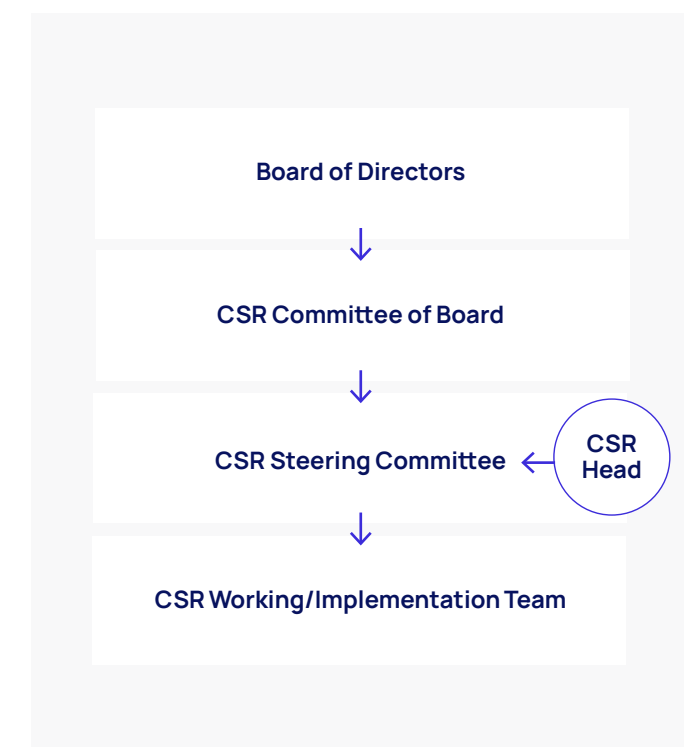 Board of Directors
CSR Committee of Board
CSR Steering Committee
CSR
Head
CSR Working/Implementation Team